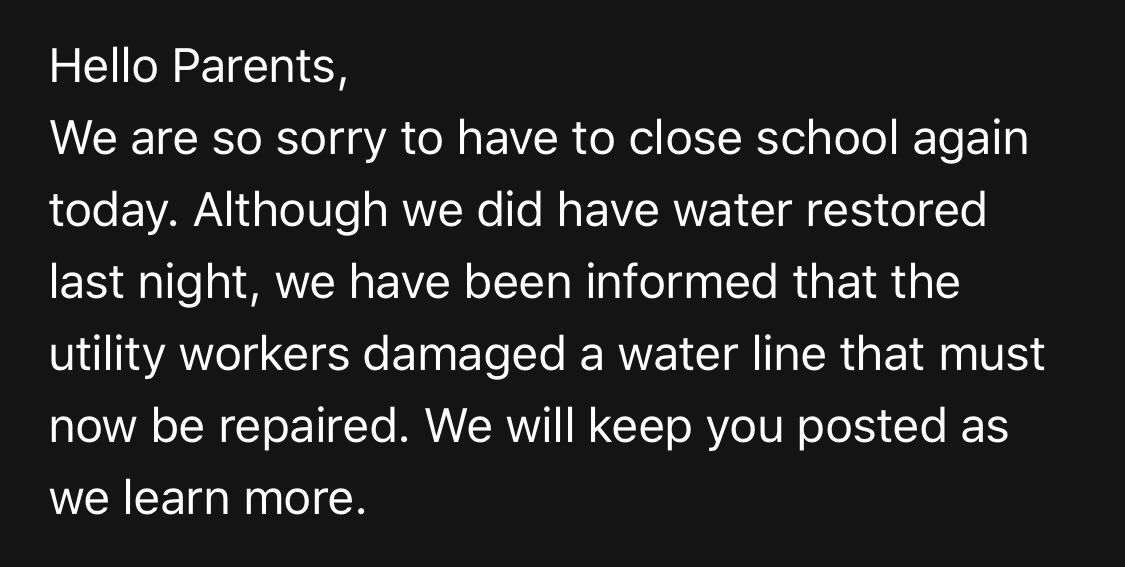 Hello Parents,
We are so sorry to have to close school again
today. Although we did have water restored
last night, we have been informed that the
utility workers damaged a water line that must
now be repaired. We will keep you posted as
we learn more.